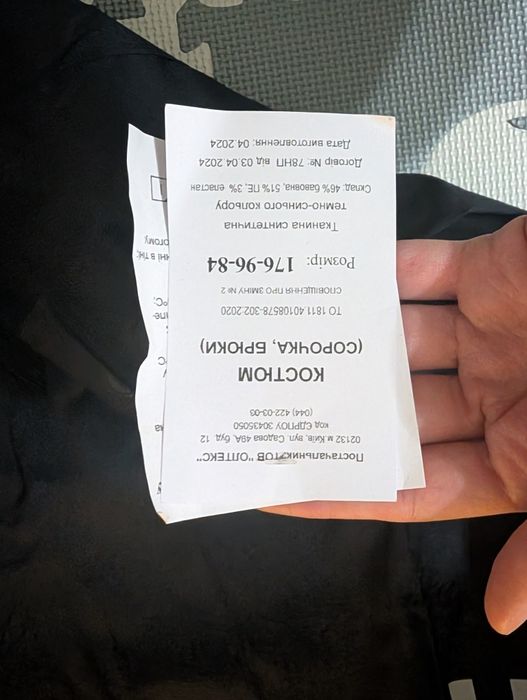 Постачальник ТОВ "ОЛТЕКС"
02132 м.Київ, вул. Садова 49А, буд. 12
код ЄДРПОУ 30435050
(044) 422-03-05
КОСТЮМ
(СОРОЧКА, БРЮКИ)
ТО 1811.40108578-302:2020
СПОВІЩЕННЯ ПРО ЗМІНУ № 2
Розмір: 176-96-84
Тканина синтетична
темно-синього кольору
Склад: 46% бавовна, 51% ПЕ, 3% еластан
Договір №: 78НП від 03.04.2024
Дата виготовлення: 04.2024